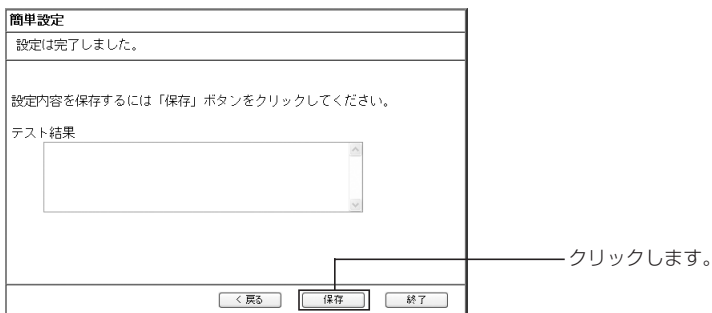 簡単設定
設定は完了しました。
設定内容を保存するには「保存」ボタンをクリックしてください。
テスト結果
クリックします。
< 戻る 保存 終了